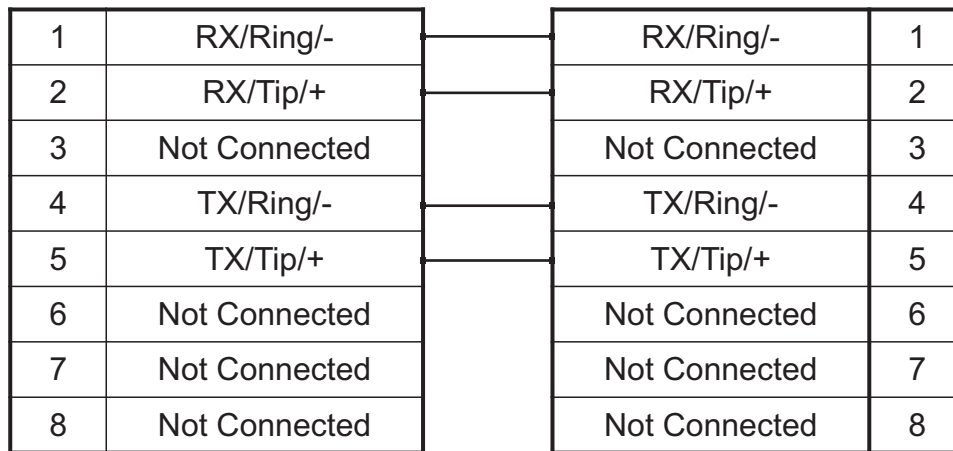 1 RX/Ring/- RX/Ring/- 1
2 RX/Tip/+ RX/Tip/+ 2
3 Not Connected Not Connected 3
4 TX/Ring/- TX/Ring/- 4
5 TX/Tip/+ TX/Tip/+ 5
6 Not Connected Not Connected 6
7 Not Connected Not Connected 7
8 Not Connected Not Connected 8